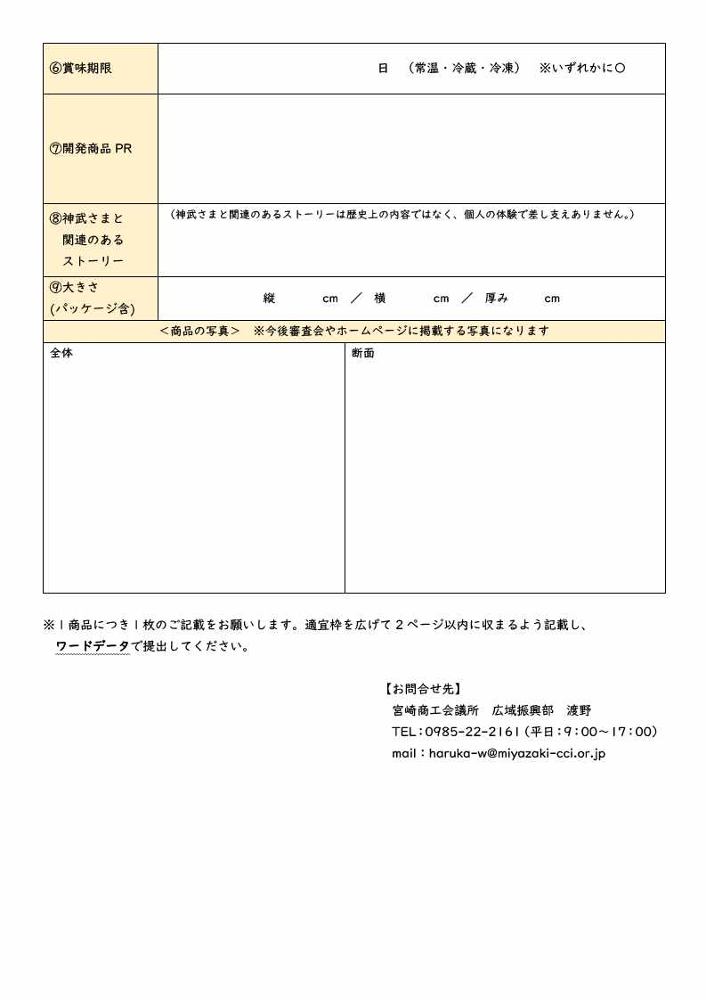 ⑥賞味期限
日　（常温・冷蔵・冷凍）　※いずれかに〇
⑦開発商品 PR
⑧神武さまと
関連のある
ストーリー
（神武さまと関連のあるストーリーは歴史上の内容ではなく、個人の体験で差し支えありません。）
⑨大きさ
(パッケージ含)
縦　　　　cm　／　横　　　　cm　／　厚み　　　cm
＜商品の写真＞　※今後審査会やホームページに掲載する写真になります
全体
断面
※１商品につき１枚のご記載をお願いします。適宜枠を広げて２ページ以内に収まるよう記載し、
ワードデータで提出してください。
【お問合せ先】
宮崎商工会議所　広域振興部　渡野
TEL：0985-22-2161（平日：9：00～17：00）
mail：haruka-w@miyazaki-cci.or.jp